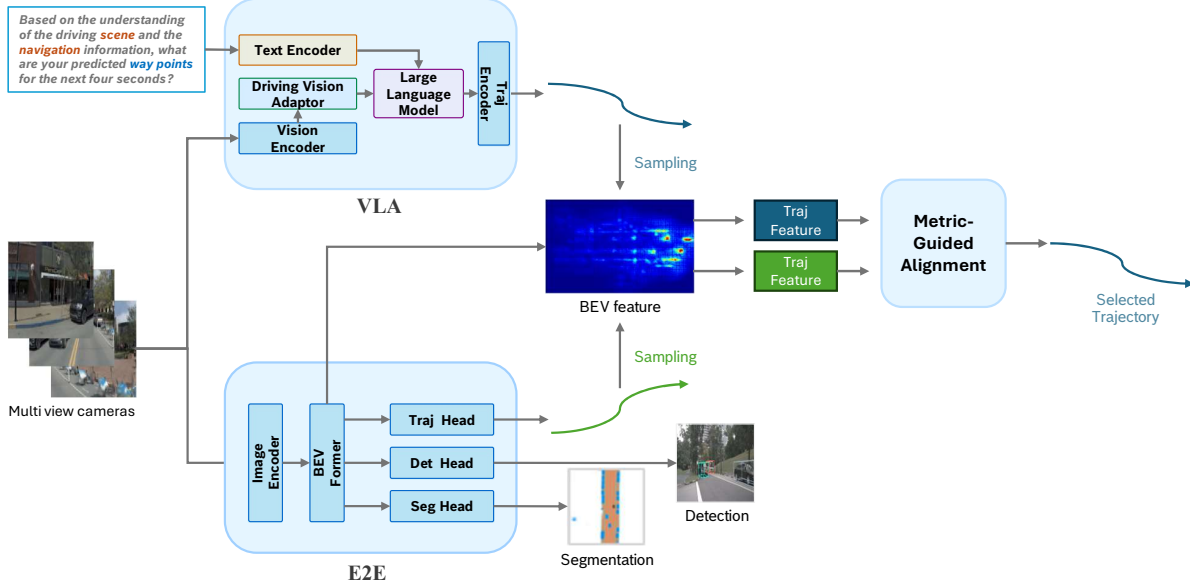 Based on the understanding
of the driving scene and the
navigation information, what
are your predicted way points
for the next four seconds?
Text Encoder
Driving Vision
Adaptor
Vision
Encoder
Large
Language
Model
Traj
Encoder
VLA
Sampling
BEV feature
Traj
Feature
Traj
Feature
Metric-
Guided
Alignment
Selected
Trajectory
Multi view cameras
Sampling
Image
Encoder
BEV
Former
Traj Head
Det Head
Seg Head
E2E
Segmentation
Detection